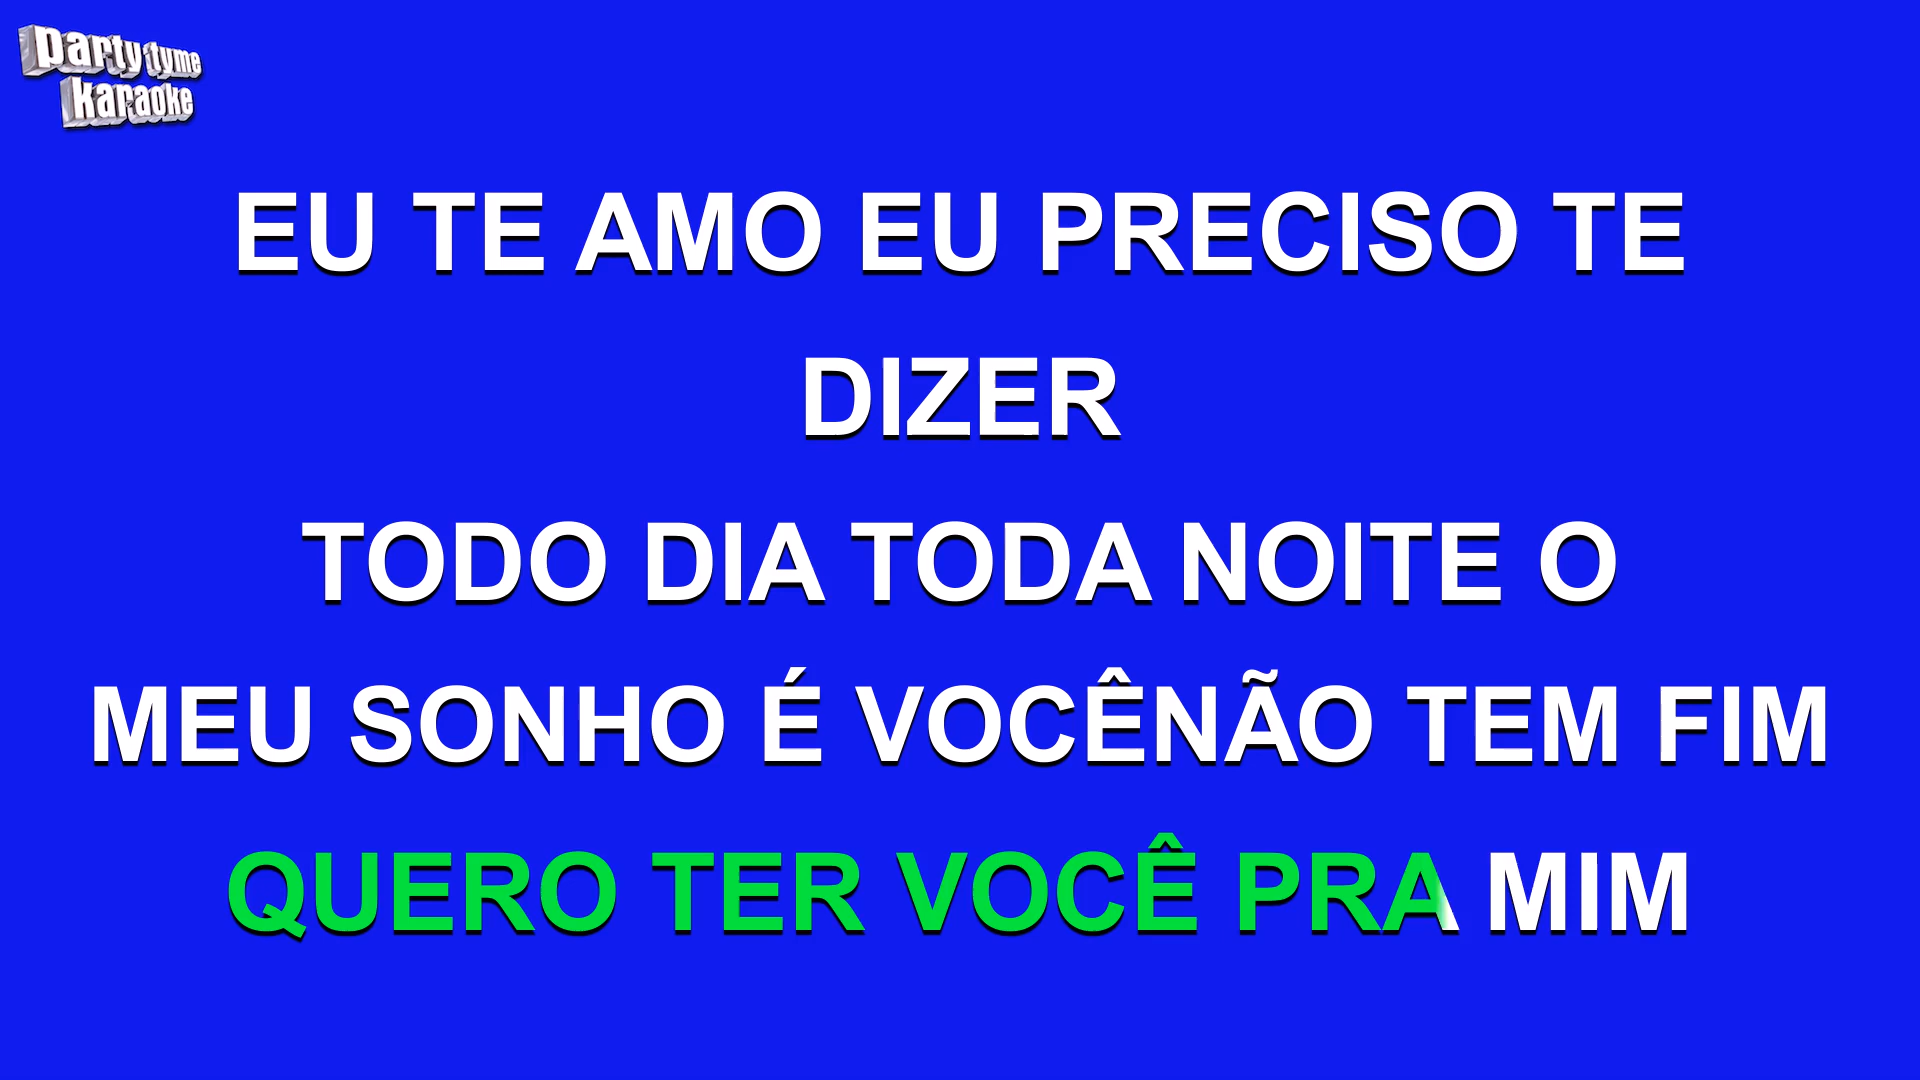 party tyme
karaoke
EU TE AMO EU PRECISO TE
DIZER
TODO DIA TODA NOITE O
MEU SONHO É VOCÊNÃO TEM FIM
QUERO TER VOCÊ PRA MIM